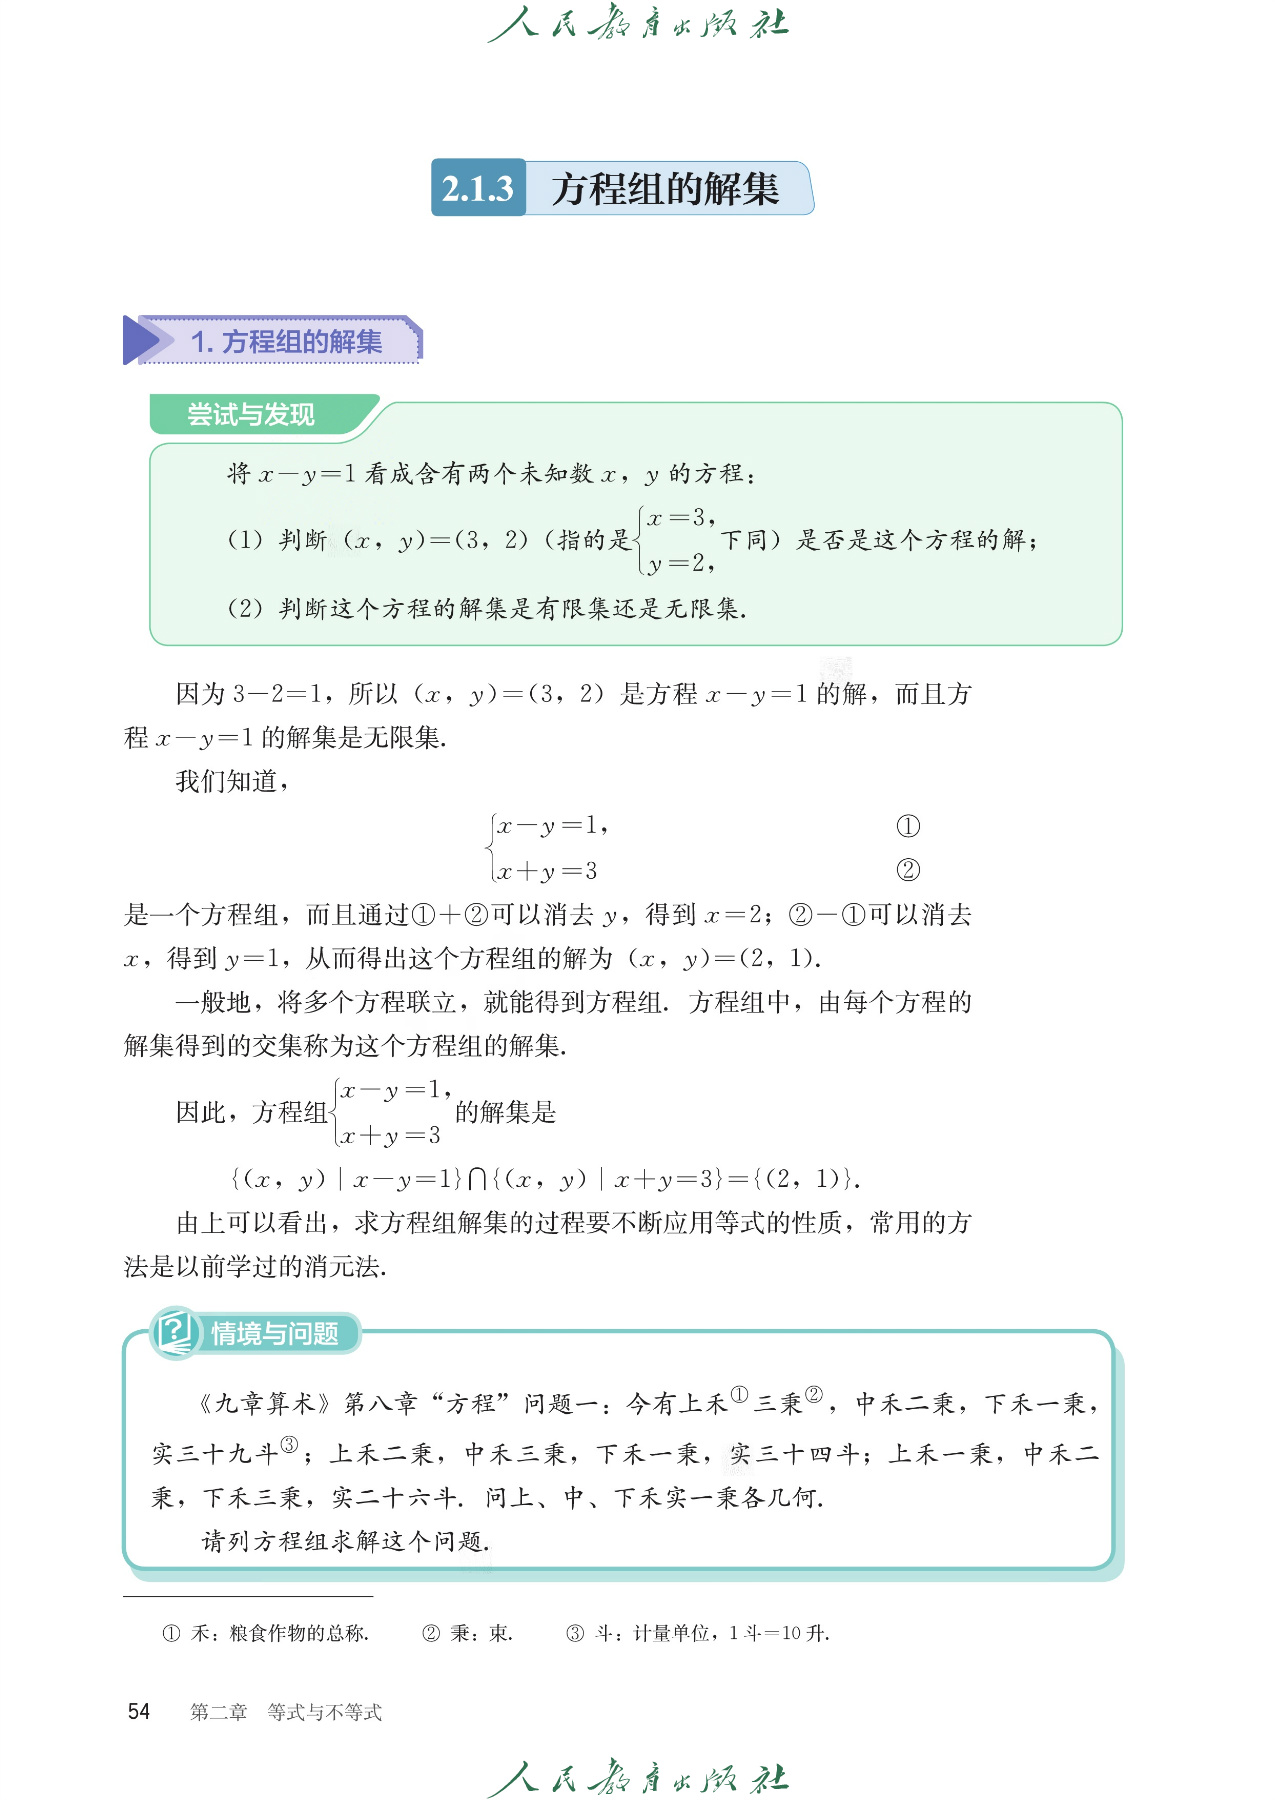 人民教育出版社
2.1.3 方程组的解集
1. 方程组的解集
尝试与发现
将 x－y＝1 看成含有两个未知数 x，y 的方程：
(1) 判断 (x，y)＝(3，2)（指的是{x＝3，y＝2，下同）是否是这个方程的解；
(2) 判断这个方程的解集是有限集还是无限集.
因为 3－2＝1，所以 (x，y)＝(3，2) 是方程 x－y＝1 的解，而且方
程 x－y＝1 的解集是无限集.
我们知道，
{x－y＝1， ①
x＋y＝3 ②
是一个方程组，而且通过①＋②可以消去 y，得到 x＝2；②－①可以消去
x，得到 y＝1，从而得出这个方程组的解为 (x，y)＝(2，1).
一般地，将多个方程联立，就能得到方程组. 方程组中，由每个方程的
解集得到的交集称为这个方程组的解集.
因此，方程组{x－y＝1，x＋y＝3的解集是
{(x，y)｜x－y＝1}∩{(x，y)｜x＋y＝3}＝{(2，1)}.
由上可以看出，求方程组解集的过程要不断应用等式的性质，常用的方
法是以前学过的消元法.
情境与问题
《九章算术》第八章“方程”问题一：今有上禾①三秉②，中禾二秉，下禾一秉，
实三十九斗③；上禾二秉，中禾三秉，下禾一秉，实三十四斗；上禾一秉，中禾二
秉，下禾三秉，实二十六斗. 问上、中、下禾实一秉各几何.
请列方程组求解这个问题.
① 禾：粮食作物的总称. ② 秉：束. ③ 斗：计量单位，1 斗＝10 升.
54 第二章 等式与不等式
人民教育出版社